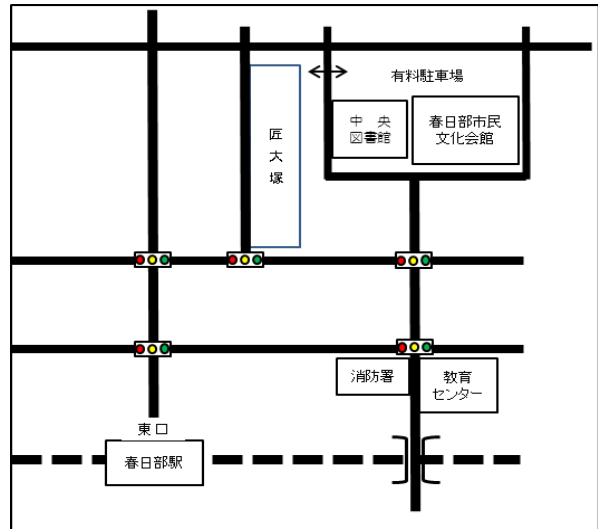 有料駐車場
中央
図書館
春日部市民
文化会館
匠大塚
消防署
教育
センター
東口
春日部駅